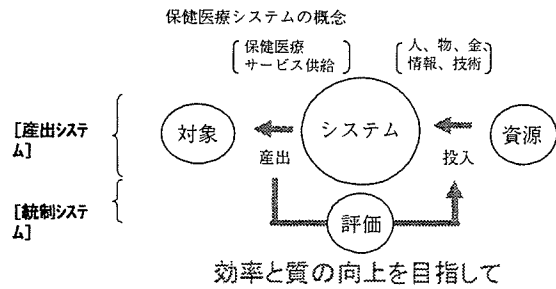 保健医療システムの概念
保健医療
サービス供給
人、物、金、
情報、技術
[産出システ
ム]
対象
産出
システム
投入
資源
[統制システ
ム]
評価
効率と質の向上を目指して